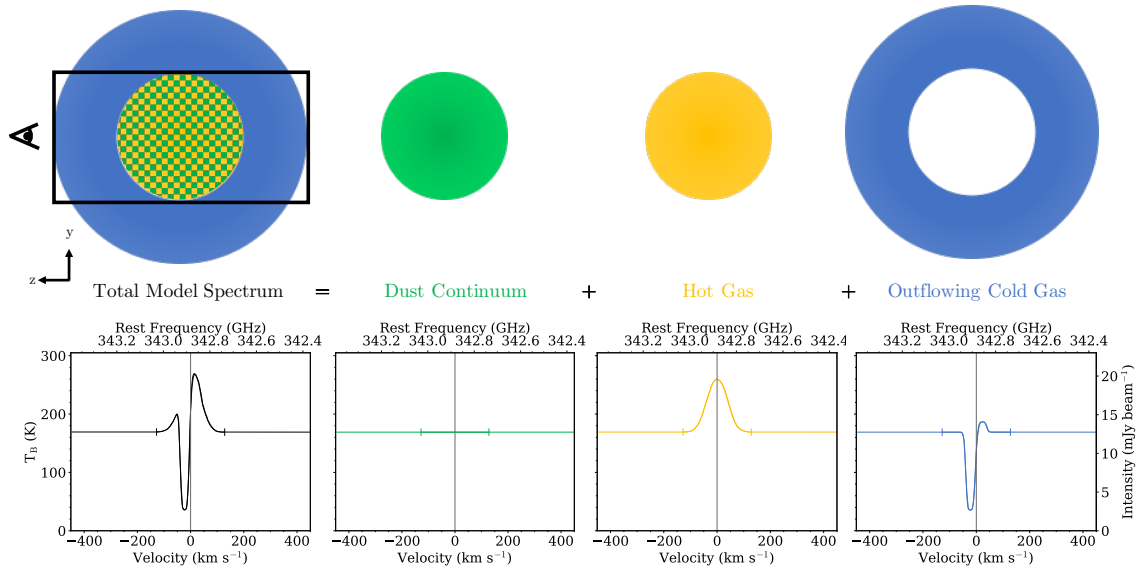 y
z
Total Model Spectrum = Dust Continuum + Hot Gas + Outflowing Cold Gas
Rest Frequency (GHz) Rest Frequency (GHz) Rest Frequency (GHz) Rest Frequency (GHz)
343.2 343.0 342.8 342.6 342.4 343.2 343.0 342.8 342.6 342.4 343.2 343.0 342.8 342.6 342.4 343.2 343.0 342.8 342.6 342.4
300
200
100
0
T_B (K)
20
15
10
5
0
Intensity (mJy beam⁻¹)
−400 −200 0 200 400 −400 −200 0 200 400 −400 −200 0 200 400 −400 −200 0 200 400
Velocity (km s⁻¹) Velocity (km s⁻¹) Velocity (km s⁻¹) Velocity (km s⁻¹)